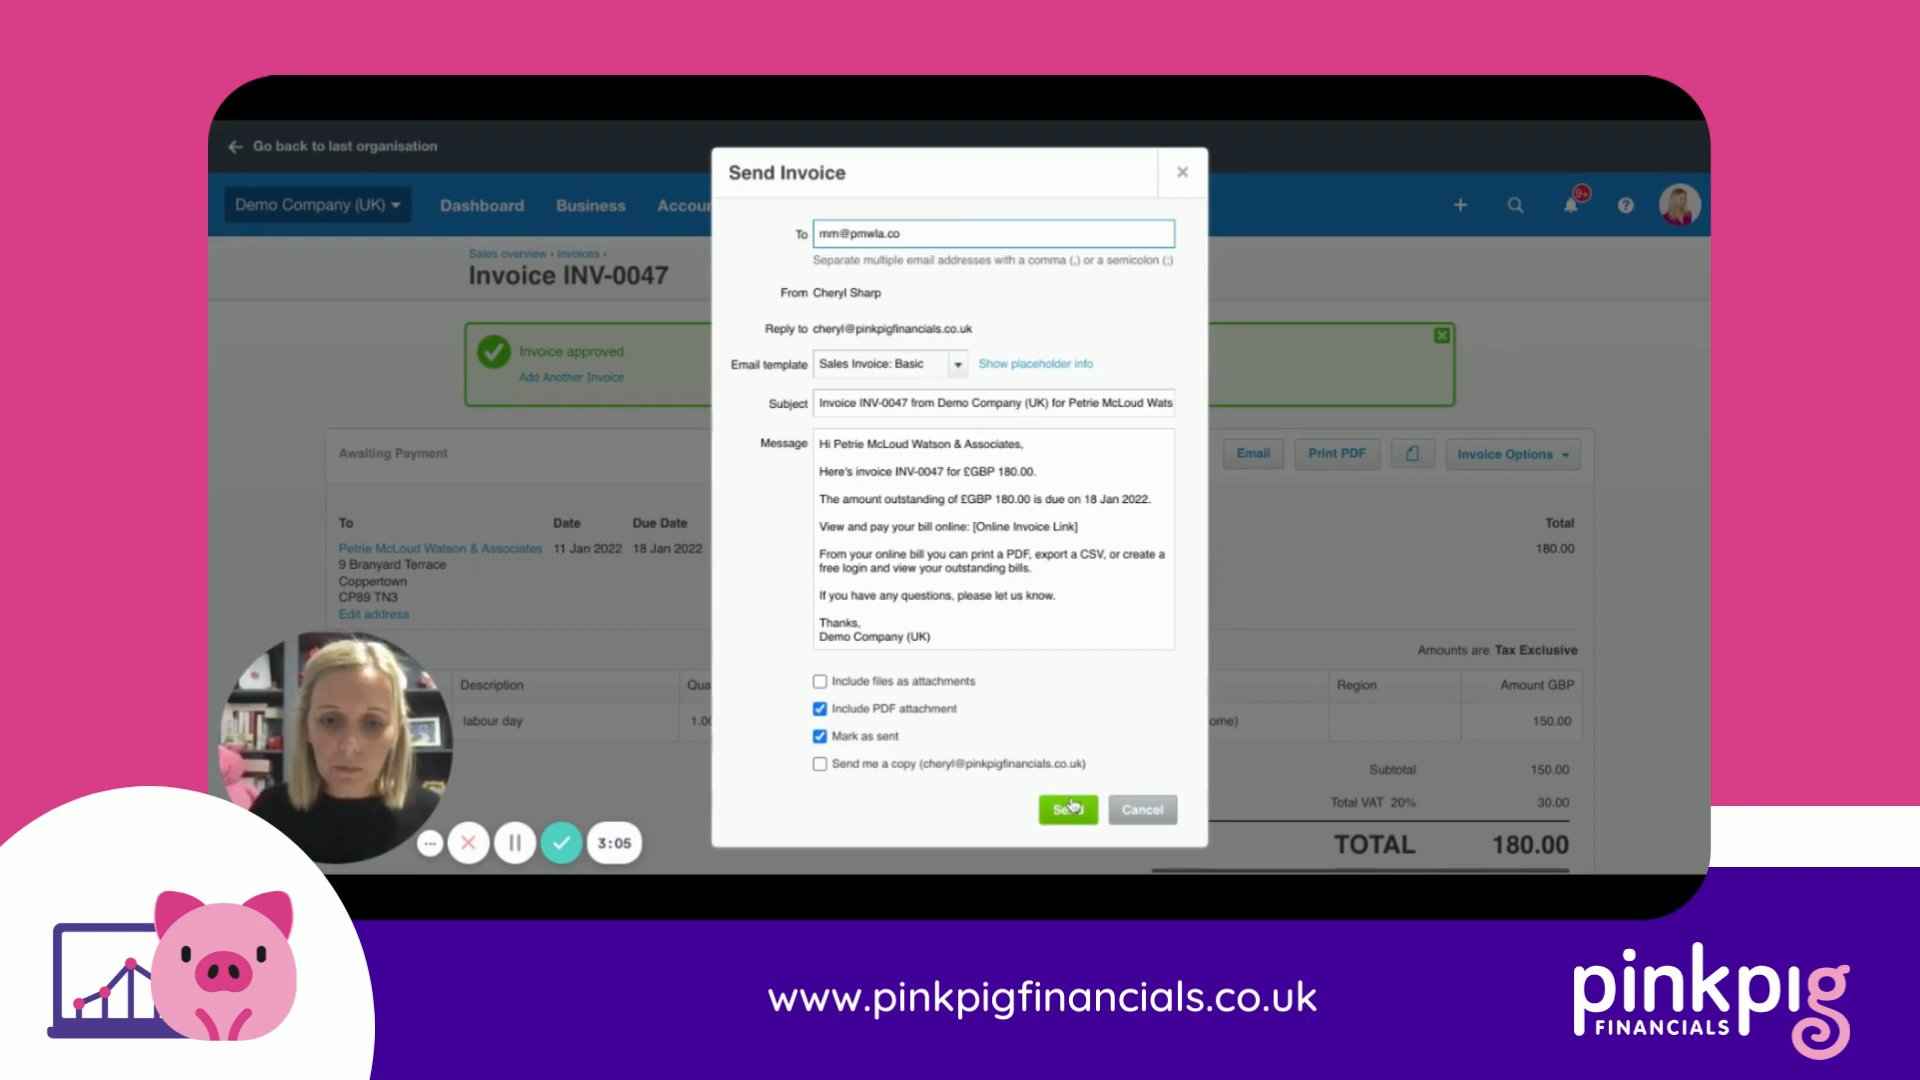 Go back to last organisation
Demo Company (UK)
Dashboard
Business
9+
Sales overview › Invoices ›
Invoice INV-0047
Invoice approved
Add Another Invoice
Awaiting Payment
Email
Print PDF
Invoice Options
To
Date
Due Date
Total
Petrie McLoud Watson & Associates
11 Jan 2022
18 Jan 2022
180.00
9 Branyard Terrace
Coppertown
CP89 TN3
Edit address
Amounts are Tax Exclusive
Description
Region
Amount GBP
labour day
150.00
Subtotal
150.00
Total VAT 20%
30.00
TOTAL
180.00
Send Invoice
To
mm@pmwla.co
Separate multiple email addresses with a comma (,) or a semicolon (;)
From Cheryl Sharp
Reply to cheryl@pinkpigfinancials.co.uk
Email template
Sales Invoice: Basic
Show placeholder info
Subject
Invoice INV-0047 from Demo Company (UK) for Petrie McLoud Wats
Message
Hi Petrie McLoud Watson & Associates,
Here's invoice INV-0047 for £GBP 180.00.
The amount outstanding of £GBP 180.00 is due on 18 Jan 2022.
View and pay your bill online: [Online Invoice Link]
From your online bill you can print a PDF, export a CSV, or create a
free login and view your outstanding bills.
If you have any questions, please let us know.
Thanks,
Demo Company (UK)
Include files as attachments
Include PDF attachment
Mark as sent
Send me a copy (cheryl@pinkpigfinancials.co.uk)
Cancel
3:05
www.pinkpigfinancials.co.uk
pinkpig
FINANCIALS